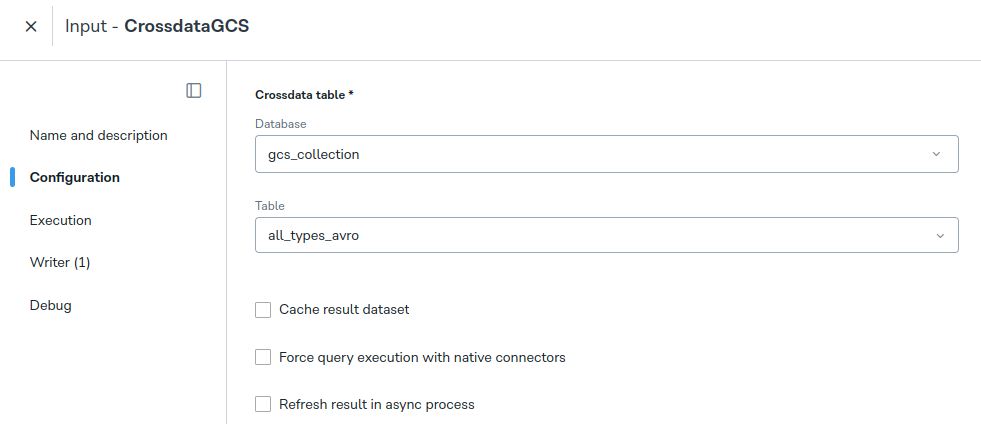 Input - CrossdataGCS
Name and description
Configuration
Execution
Writer (1)
Debug
Crossdata table *
Database
gcs_collection
Table
all_types_avro
Cache result dataset
Force query execution with native connectors
Refresh result in async process